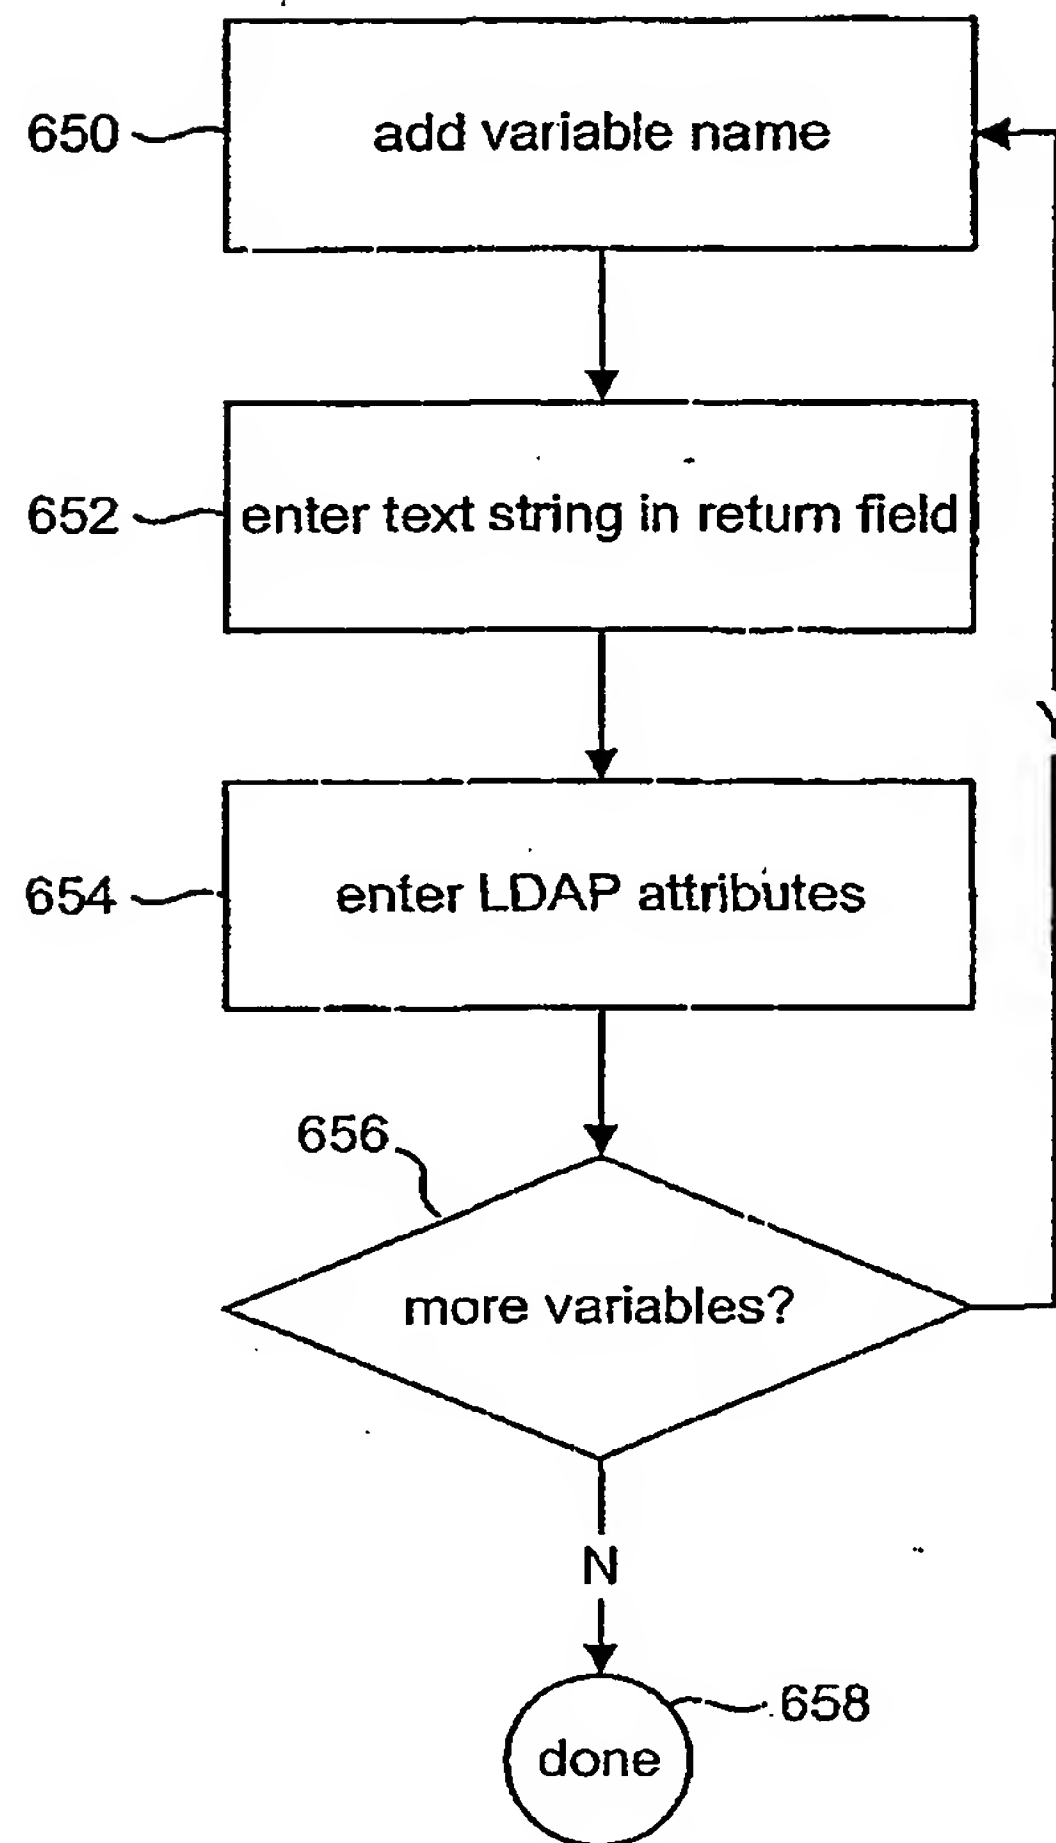 650 add variable name
652 enter text string in return field
654 enter LDAP attributes
656
more variables?
N
658
done